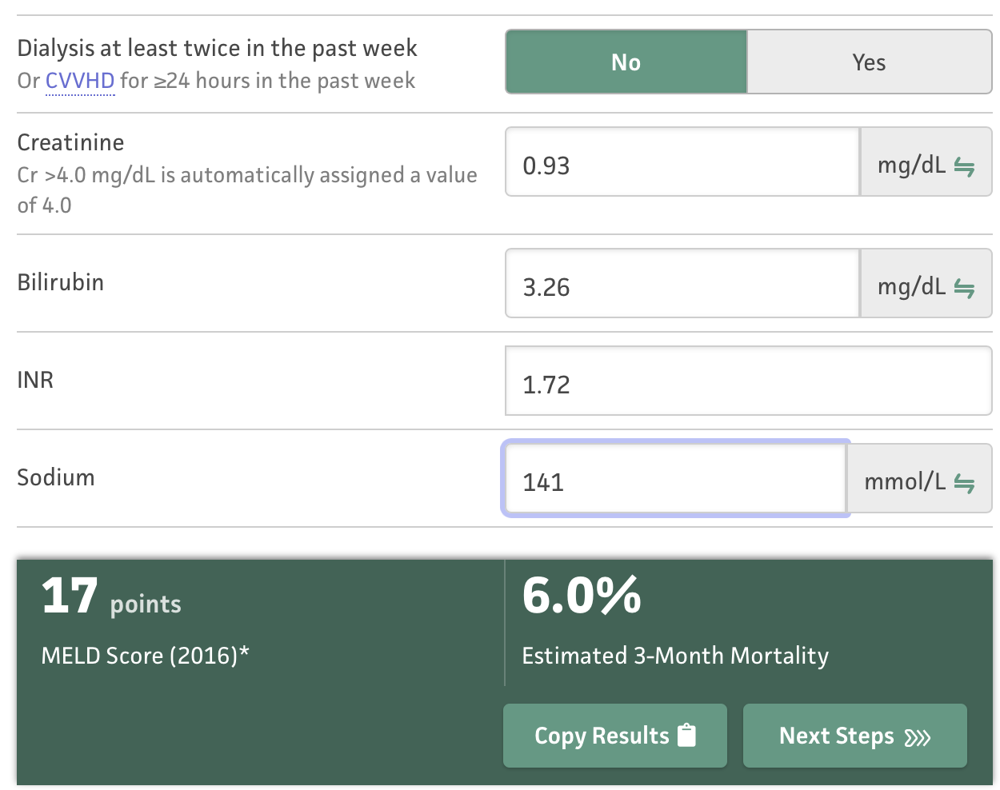 Dialysis at least twice in the past week
Or CVVHD for ≥24 hours in the past week
No
Yes
Creatinine
Cr >4.0 mg/dL is automatically assigned a value
of 4.0
0.93
mg/dL
Bilirubin
3.26
mg/dL
INR
1.72
Sodium
141
mmol/L
17 points
MELD Score (2016)*
6.0%
Estimated 3-Month Mortality
Copy Results
Next Steps